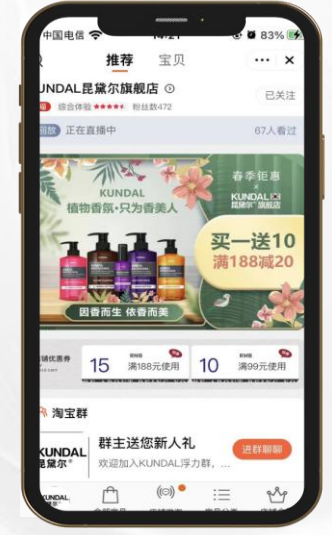 中国电信 83%
推荐 宝贝
UNDAL昆黛尔旗舰店
综合体验 粉丝数472
已关注
正在直播中 67人看过
春季钜惠
×
KUNDAL
昆黛尔 旗舰店
KUNDAL
植物香氛·只为香美人
买一送10
满188减20
因香而生 依香而美
铺优惠券
15 满188元使用
10 满99元使用
淘宝群
KUNDAL
昆黛尔
群主送您新人礼
欢迎加入KUNDAL浮力群，...
进群聊聊
KUNDAL